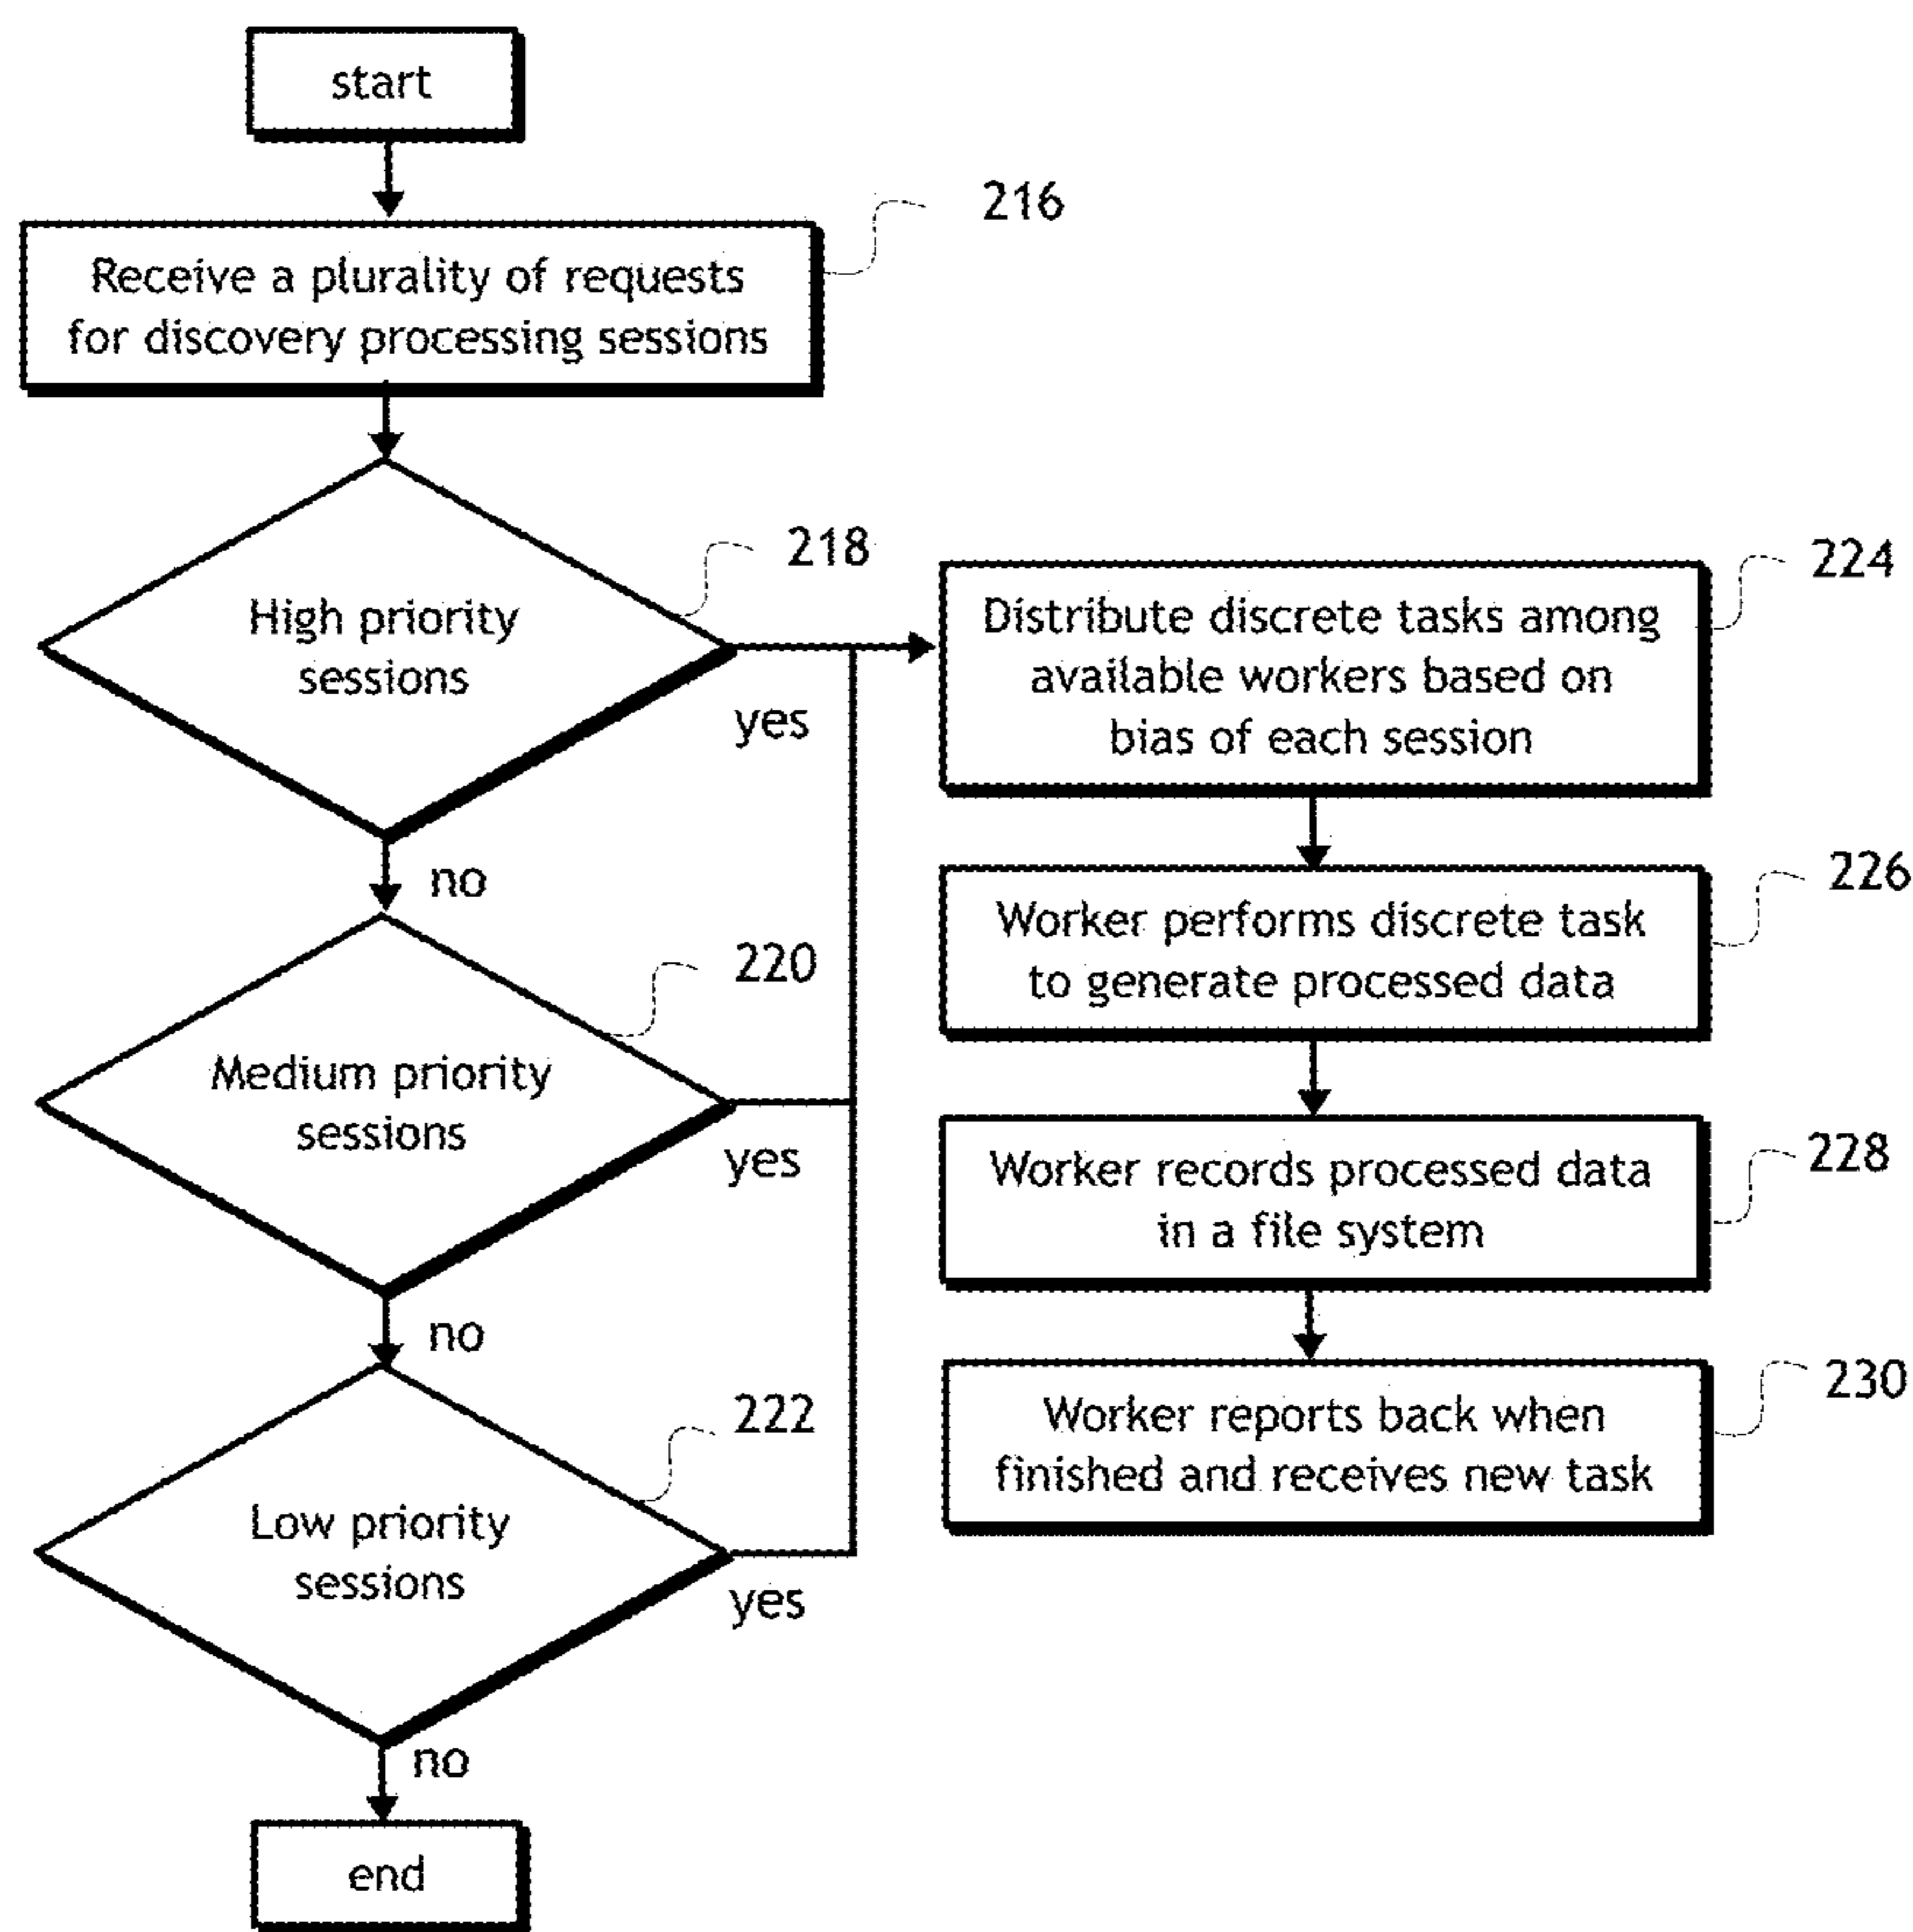 start
216
Receive a plurality of requests
for discovery processing sessions
218
High priority
sessions
yes
no
220
Medium priority
sessions
yes
no
222
Low priority
sessions
yes
no
end
224
Distribute discrete tasks among
available workers based on
bias of each session
226
Worker performs discrete task
to generate processed data
228
Worker records processed data
in a file system
230
Worker reports back when
finished and receives new task